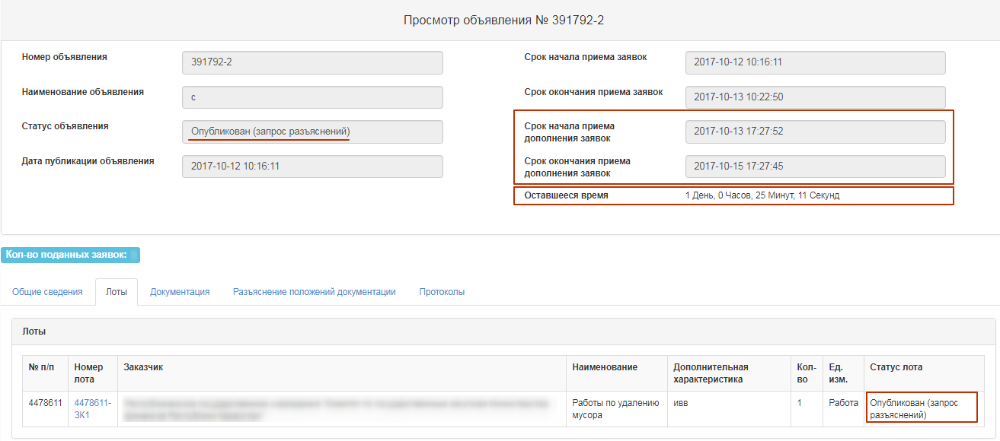 Просмотр объявления № 391792-2
Номер объявления
391792-2
Наименование объявления
с
Статус объявления
Опубликован (запрос разъяснений)
Дата публикации объявления
2017-10-12 10:16:11
Срок начала приема заявок
2017-10-12 10:16:11
Срок окончания приема заявок
2017-10-13 10:22:50
Срок начала приема
дополнения заявок
2017-10-13 17:27:52
Срок окончания приема
дополнения заявок
2017-10-15 17:27:45
Оставшееся время
1 День, 0 Часов, 25 Минут, 11 Секунд
Кол-во поданных заявок:
Общие сведения
Лоты
Документация
Разъяснение положений документации
Протоколы
Лоты
№ п/п
Номер
лота
Заказчик
Наименование
Дополнительная
характеристика
Кол-
во
Ед.
изм.
Статус лота
4478611
4478611-
ЗК1
Работы по удалению
мусора
ивв
1
Работа
Опубликован (запрос
разъяснений)